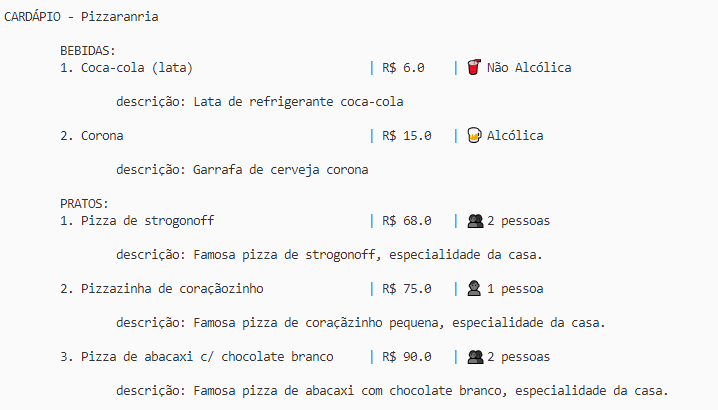 CARDÁPIO - Pizzaranria
BEBIDAS:
1. Coca-cola (lata) | R$ 6.0 | 🥤 Não Alcólica
descrição: Lata de refrigerante coca-cola
2. Corona | R$ 15.0 | 🍺 Alcólica
descrição: Garrafa de cerveja corona
PRATOS:
1. Pizza de strogonoff | R$ 68.0 | 👥 2 pessoas
descrição: Famosa pizza de strogonoff, especialidade da casa.
2. Pizzazinha de coraçãozinho | R$ 75.0 | 👤 1 pessoa
descrição: Famosa pizza de coraçãzinho pequena, especialidade da casa.
3. Pizza de abacaxi c/ chocolate branco | R$ 90.0 | 👥 2 pessoas
descrição: Famosa pizza de abacaxi com chocolate branco, especialidade da casa.